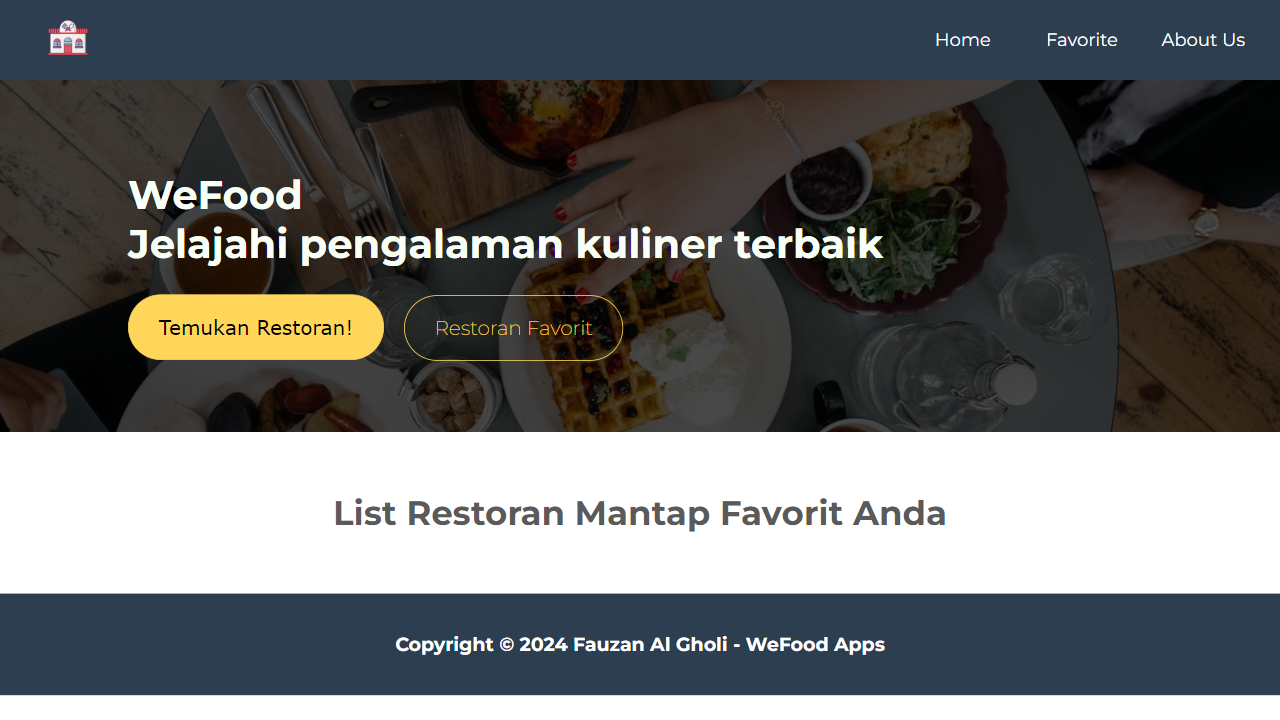 Home Favorite About Us
WeFood
Jelajahi pengalaman kuliner terbaik
Temukan Restoran! Restoran Favorit
List Restoran Mantap Favorit Anda
Copyright © 2024 Fauzan Al Gholi - WeFood Apps